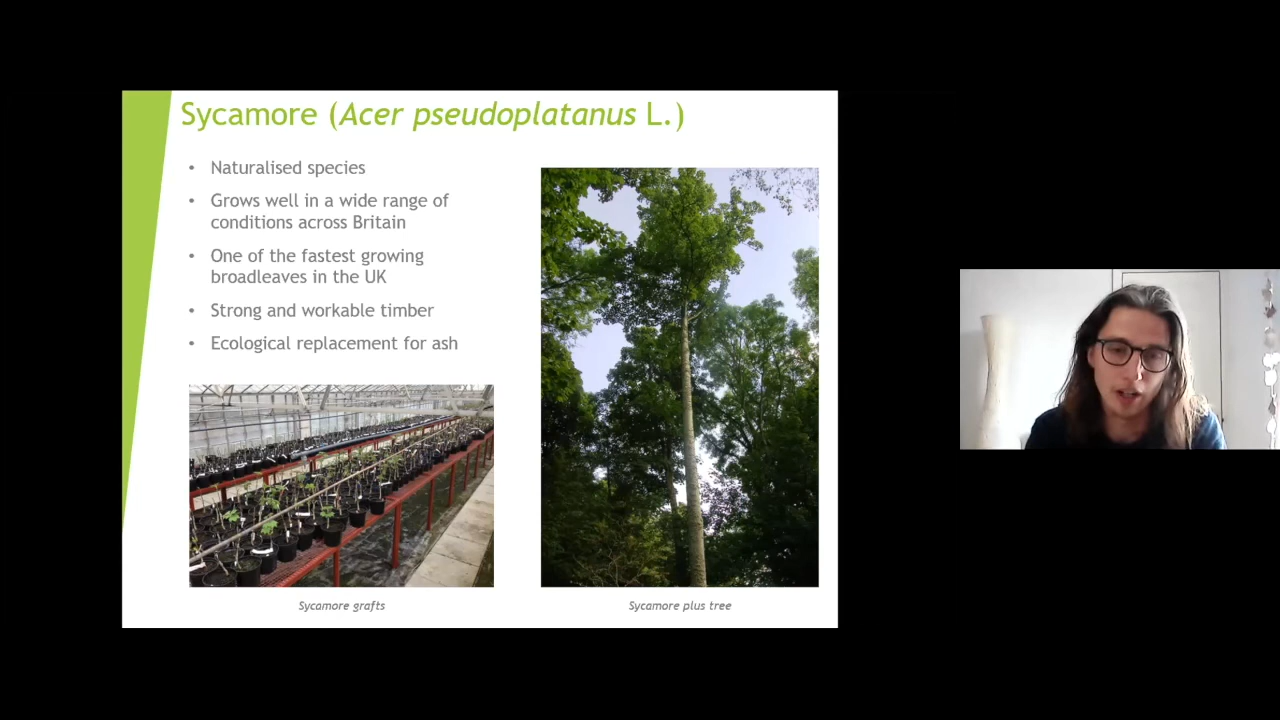 Sycamore (Acer pseudoplatanus L.)
• Naturalised species
• Grows well in a wide range of
conditions across Britain
• One of the fastest growing
broadleaves in the UK
• Strong and workable timber
• Ecological replacement for ash
Sycamore grafts
Sycamore plus tree